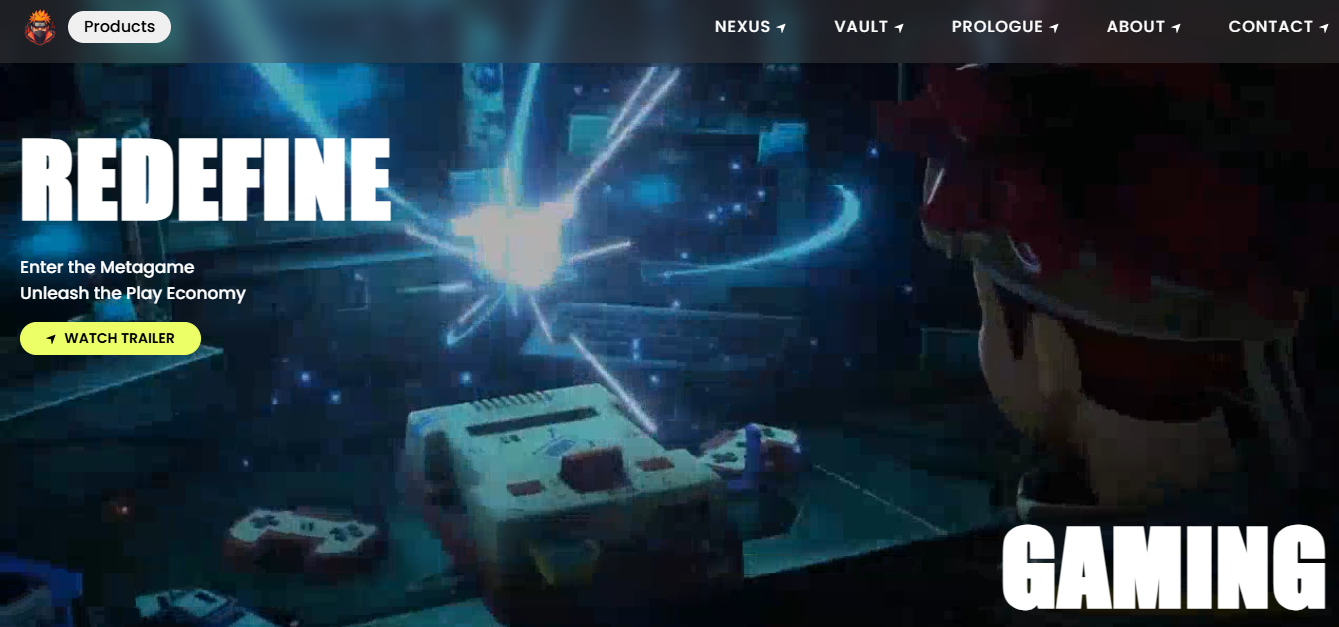 Products
NEXUS
VAULT
PROLOGUE
ABOUT
CONTACT
REDEFINE
Enter the Metagame
Unleash the Play Economy
WATCH TRAILER
GAMING